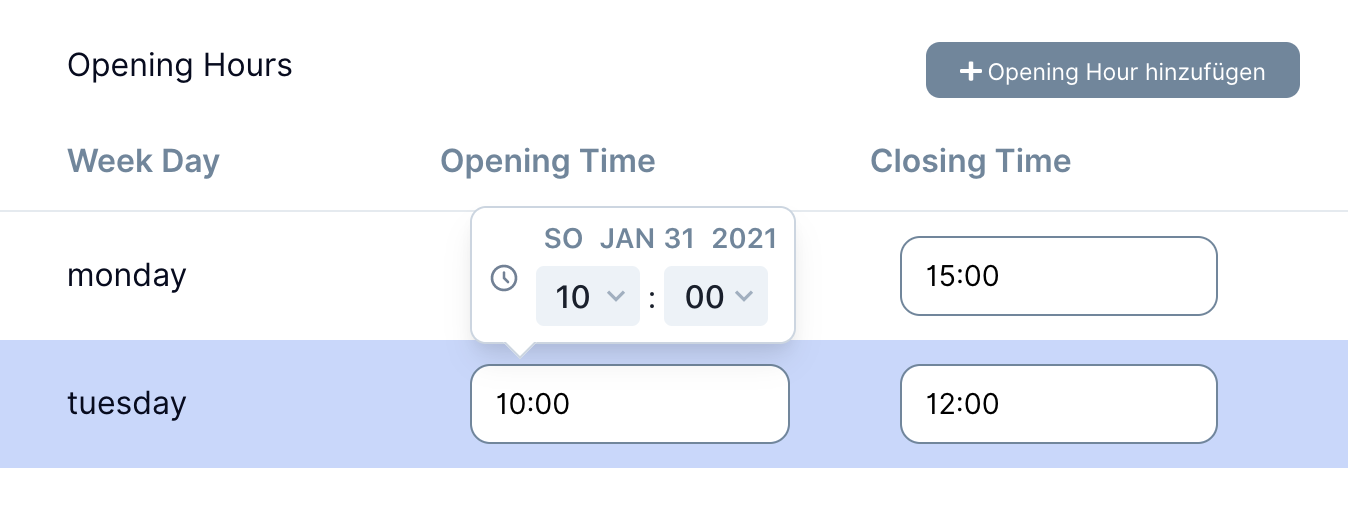 Opening Hours
Opening Hour hinzufügen
Week Day Opening Time Closing Time
SO JAN 31 2021
monday 10 : 00 15:00
tuesday 10:00 12:00